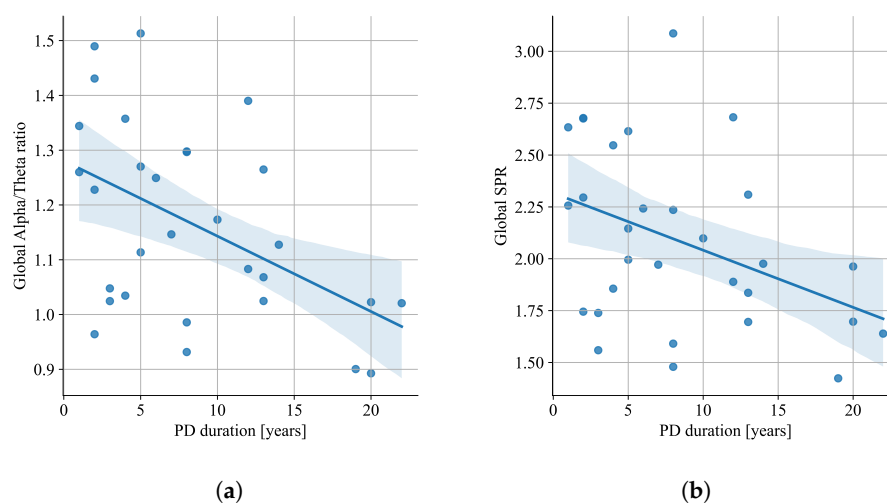 1.5
1.4
1.3
1.2
1.1
1.0
0.9
Global Alpha/Theta ratio
0 5 10 15 20
PD duration [years]
(a)
3.00
2.75
2.50
2.25
2.00
1.75
1.50
Global SPR
0 5 10 15 20
PD duration [years]
(b)